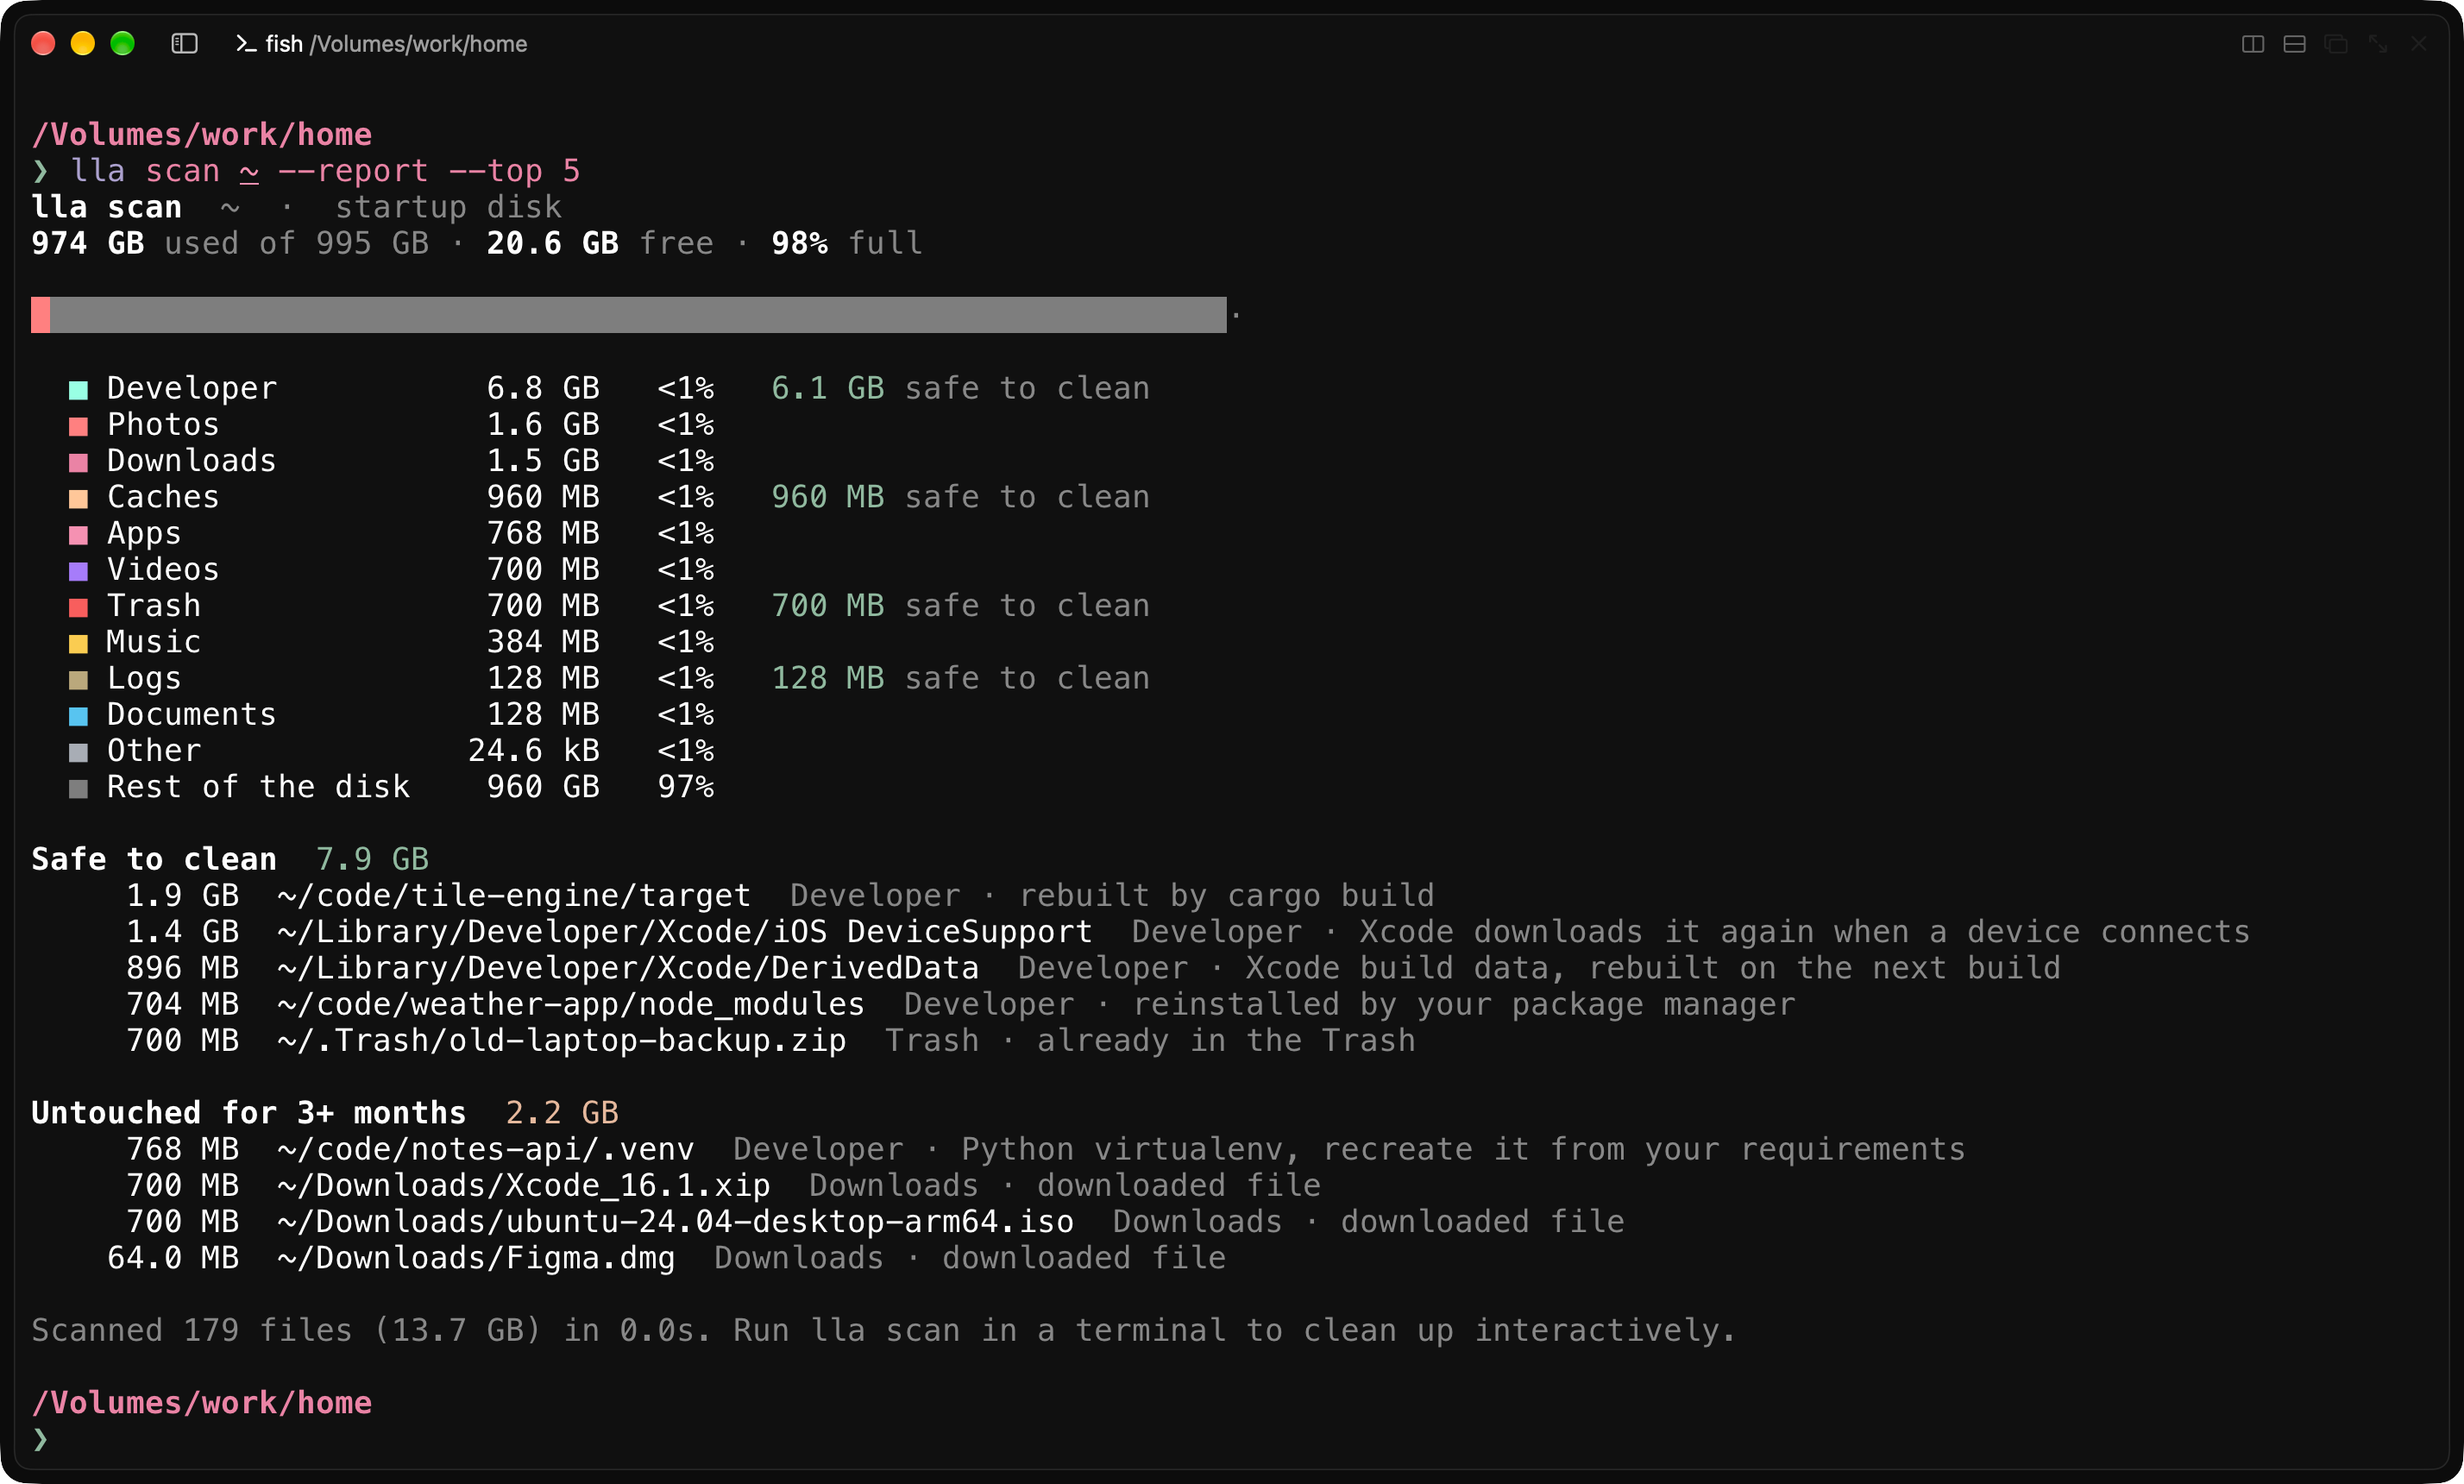 fish /Volumes/work/home
/Volumes/work/home
❯ lla scan ~ --report --top 5
lla scan ~ · startup disk
974 GB used of 995 GB · 20.6 GB free · 98% full
·
Developer 6.8 GB <1% 6.1 GB safe to clean
Photos 1.6 GB <1%
Downloads 1.5 GB <1%
Caches 960 MB <1% 960 MB safe to clean
Apps 768 MB <1%
Videos 700 MB <1%
Trash 700 MB <1% 700 MB safe to clean
Music 384 MB <1%
Logs 128 MB <1% 128 MB safe to clean
Documents 128 MB <1%
Other 24.6 kB <1%
Rest of the disk 960 GB 97%
Safe to clean 7.9 GB
1.9 GB ~/code/tile-engine/target Developer · rebuilt by cargo build
1.4 GB ~/Library/Developer/Xcode/iOS DeviceSupport Developer · Xcode downloads it again when a device connects
896 MB ~/Library/Developer/Xcode/DerivedData Developer · Xcode build data, rebuilt on the next build
704 MB ~/code/weather-app/node_modules Developer · reinstalled by your package manager
700 MB ~/.Trash/old-laptop-backup.zip Trash · already in the Trash
Untouched for 3+ months 2.2 GB
768 MB ~/code/notes-api/.venv Developer · Python virtualenv, recreate it from your requirements
700 MB ~/Downloads/Xcode_16.1.xip Downloads · downloaded file
700 MB ~/Downloads/ubuntu-24.04-desktop-arm64.iso Downloads · downloaded file
64.0 MB ~/Downloads/Figma.dmg Downloads · downloaded file
Scanned 179 files (13.7 GB) in 0.0s. Run lla scan in a terminal to clean up interactively.
/Volumes/work/home
❯